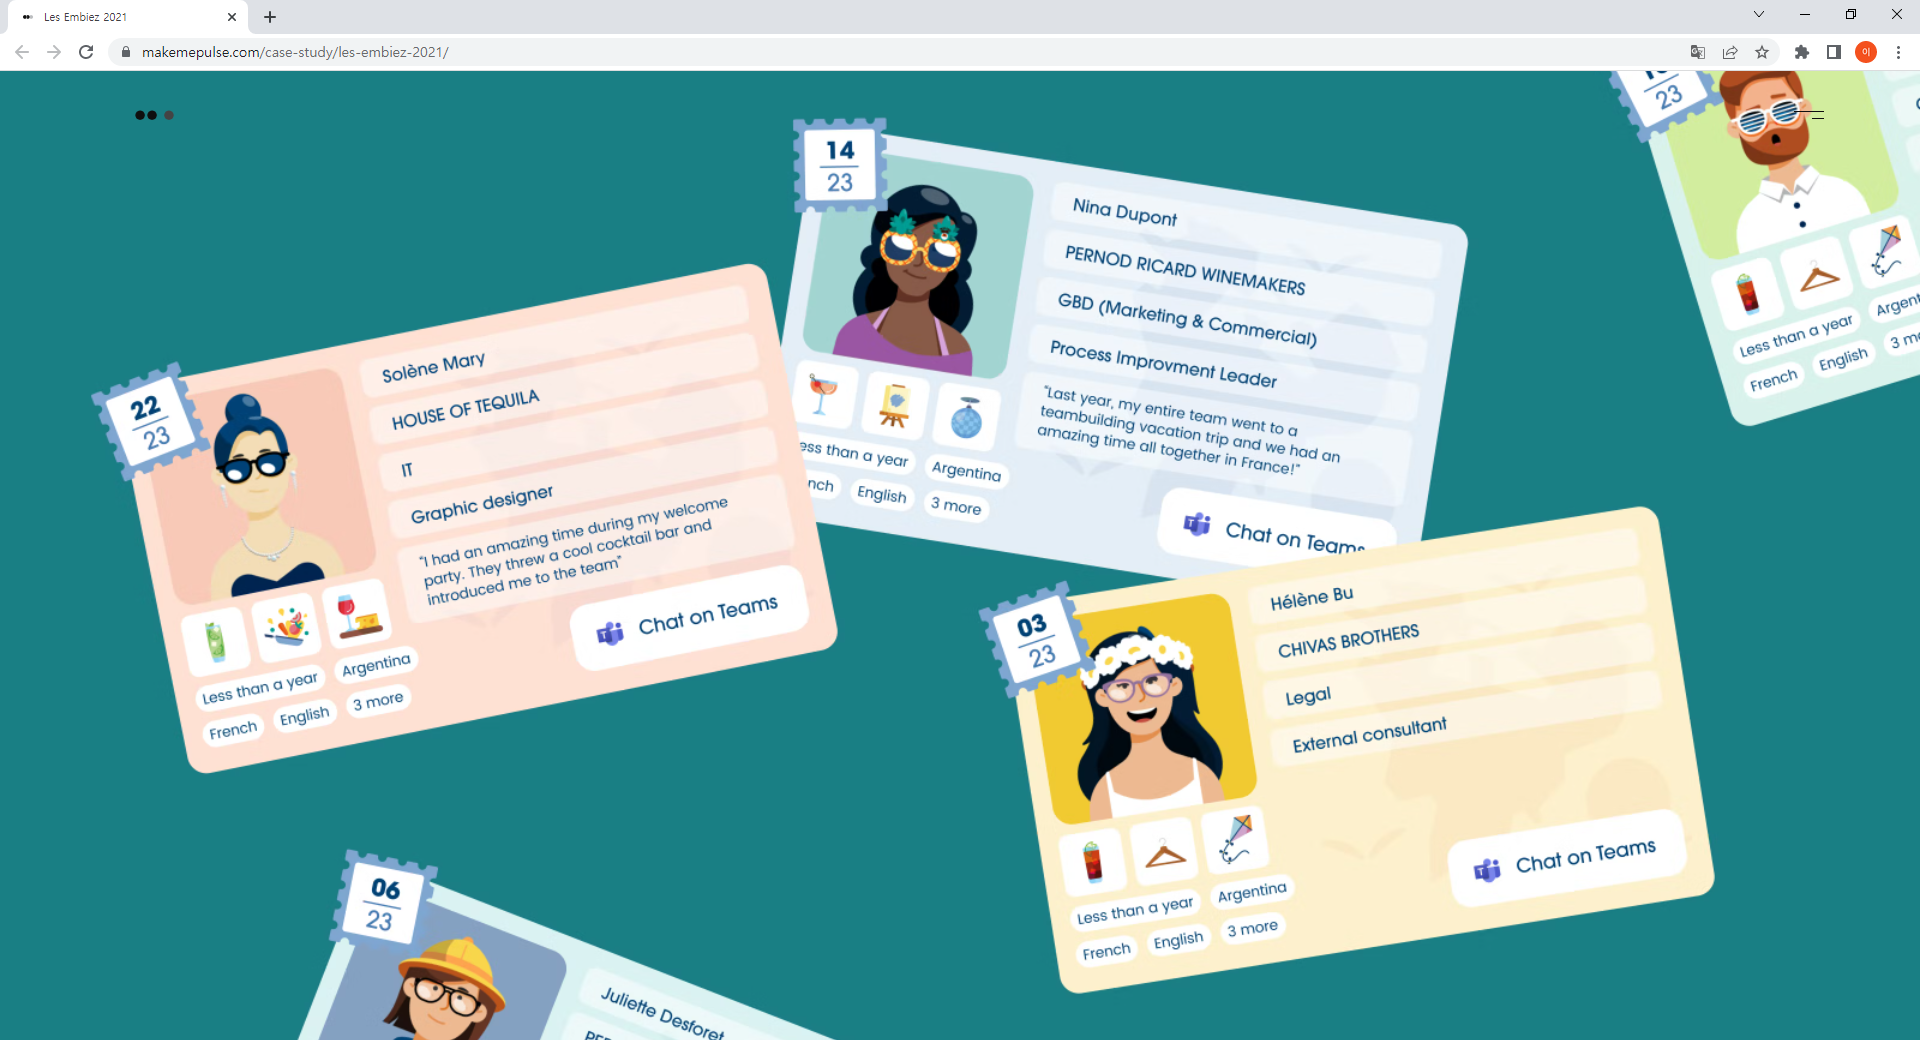 Les Embiez 2021
makemepulse.com/case-study/les-embiez-2021/
이
23
Argent
Less than a year
3 mo
English
French
14
23
Nina Dupont
PERNOD RICARD WINEMAKERS
GBD (Marketing & Commercial)
Process Improvment Leader
"Last year, my entire team went to a
teambuilding vacation trip and we had an
amazing time all together in France!"
ess than a year
Argentina
nch
English
3 more
Chat on Teams
22
23
Solène Mary
HOUSE OF TEQUILA
IT
Graphic designer
"I had an amazing time during my welcome
party. They threw a cool cocktail bar and
introduced me to the team"
Less than a year
Argentina
French
English
3 more
Chat on Teams
03
23
Hélène Bu
CHIVAS BROTHERS
Legal
External consultant
Less than a year
Argentina
French
English
3 more
Chat on Teams
06
23
Juliette Desforet